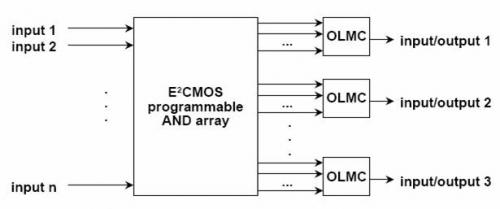 input 1
input 2
input n
E²CMOS
programmable
AND array
...
OLMC
input/output 1
...
OLMC
input/output 2
...
OLMC
input/output 3